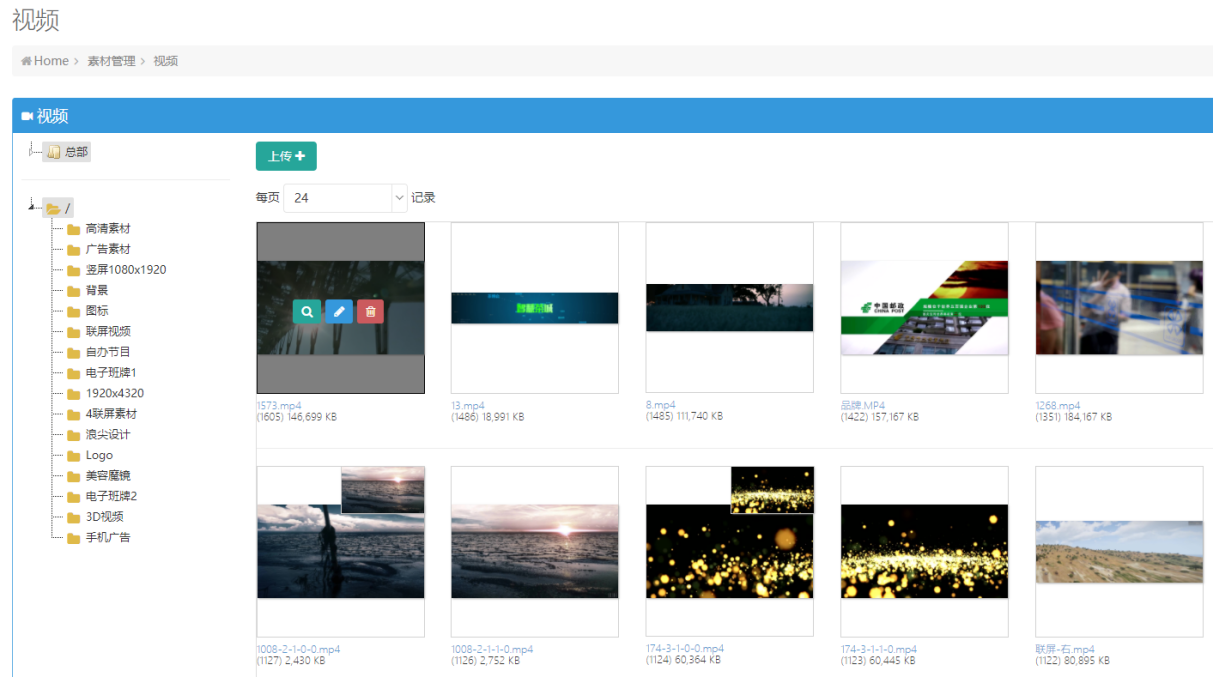 视频
Home > 素材管理 > 视频
视频
总部
/
高清素材
广告素材
竖屏1080x1920
背景
图标
联屏视频
自办节目
电子班牌1
1920x4320
4联屏素材
浪尖设计
Logo
美容魔镜
电子班牌2
3D视频
手机广告
上传
每页 24 记录
中国邮政
CHINA POST
1573.mp4
(1605) 146,699 KB
13.mp4
(1486) 18,991 KB
8.mp4
(1485) 111,740 KB
品牌.MP4
(1422) 157,167 KB
1268.mp4
(1351) 184,167 KB
1008-2-1-0-0.mp4
(1127) 2,430 KB
1008-2-1-1-0.mp4
(1126) 2,752 KB
174-3-1-0-0.mp4
(1124) 60,364 KB
174-3-1-1-0.mp4
(1123) 60,445 KB
联屏-右.mp4
(1122) 80,895 KB